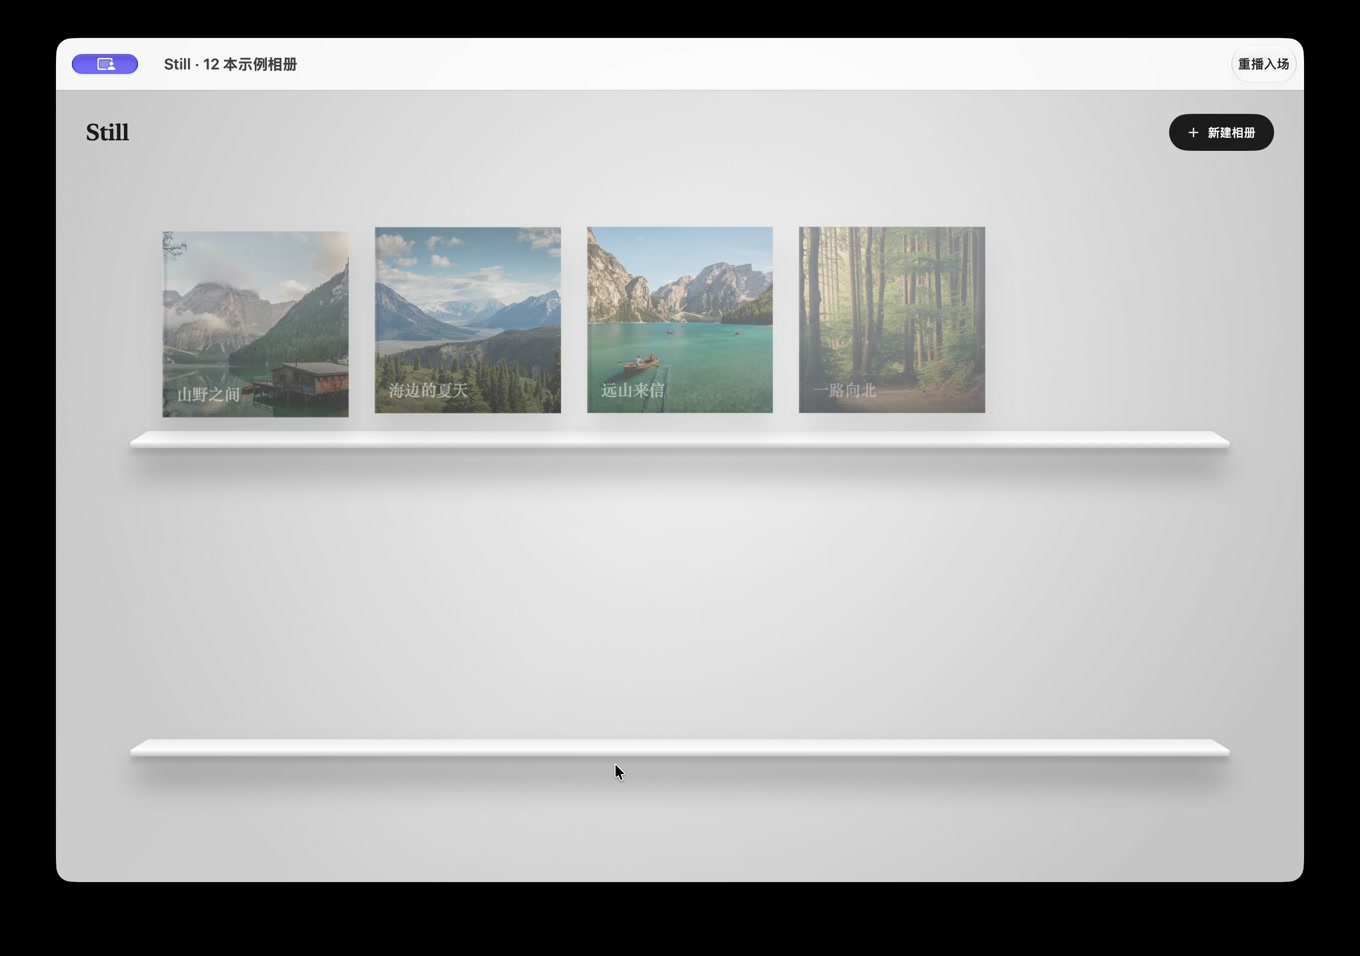 Still · 12 本示例相册
重播入场
Still
+ 新建相册
山野之间
海边的夏天
远山来信
一路向北